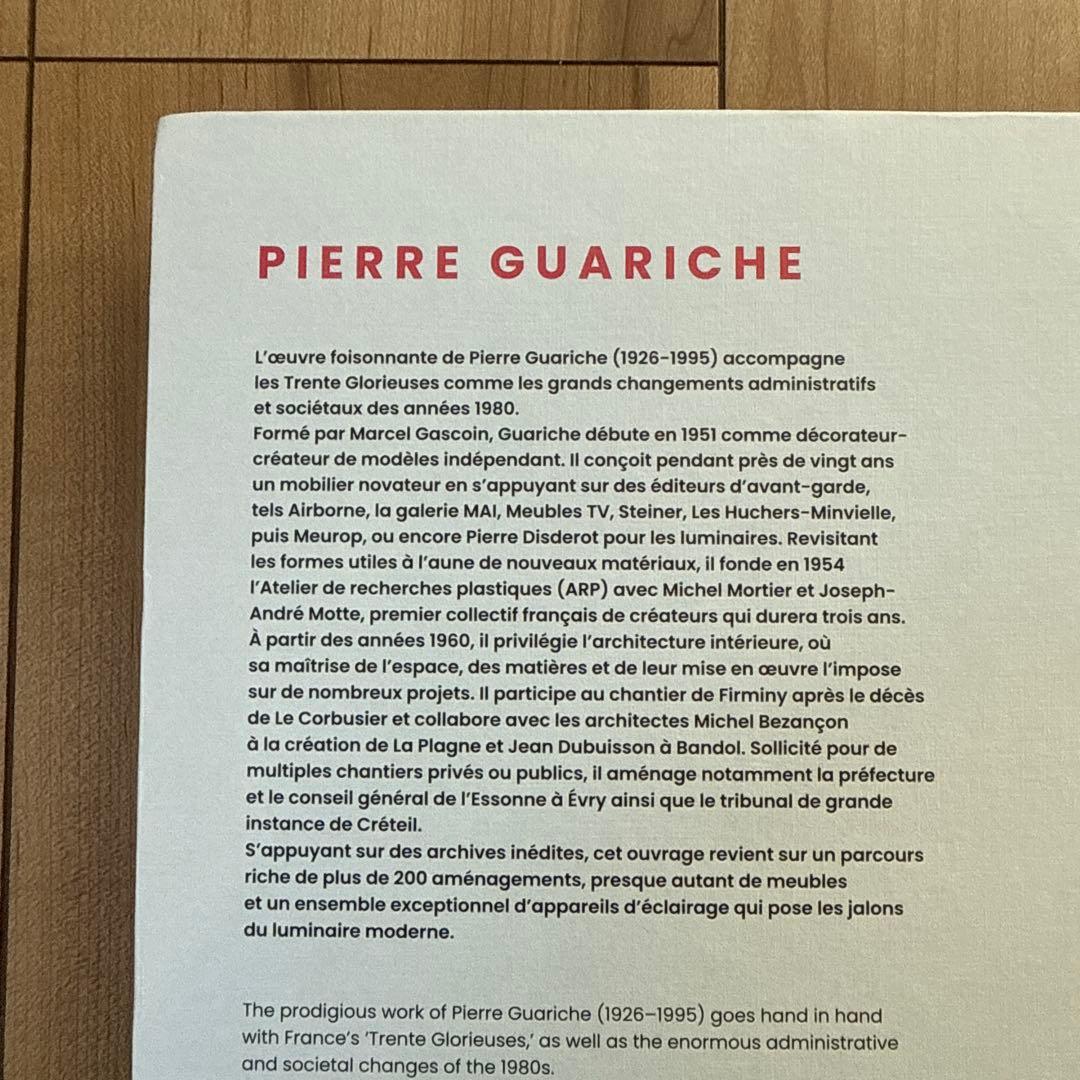 PIERRE GUARICHE
L'œuvre foisonnante de Pierre Guariche (1926-1995) accompagne
les Trente Glorieuses comme les grands changements administratifs
et sociétaux des années 1980.
Formé par Marcel Gascoin, Guariche débute en 1951 comme décorateur-
créateur de modèles indépendant. Il conçoit pendant près de vingt ans
un mobilier novateur en s'appuyant sur des éditeurs d'avant-garde,
tels Airborne, la galerie MAI, Meubles TV, Steiner, Les Huchers-Minvielle,
puis Meurop, ou encore Pierre Disderot pour les luminaires. Revisitant
les formes utiles à l'aune de nouveaux matériaux, il fonde en 1954
l'Atelier de recherches plastiques (ARP) avec Michel Mortier et Joseph-
André Motte, premier collectif français de créateurs qui durera trois ans.
À partir des années 1960, il privilégie l'architecture intérieure, où
sa maîtrise de l'espace, des matières et de leur mise en œuvre l'impose
sur de nombreux projets. Il participe au chantier de Firminy après le décès
de Le Corbusier et collabore avec les architectes Michel Bezançon
à la création de La Plagne et Jean Dubuisson à Bandol. Sollicité pour de
multiples chantiers privés ou publics, il aménage notamment la préfecture
et le conseil général de l'Essonne à Évry ainsi que le tribunal de grande
instance de Créteil.
S'appuyant sur des archives inédites, cet ouvrage revient sur un parcours
riche de plus de 200 aménagements, presque autant de meubles
et un ensemble exceptionnel d'appareils d'éclairage qui pose les jalons
du luminaire moderne.
The prodigious work of Pierre Guariche (1926–1995) goes hand in hand
with France's 'Trente Glorieuses,' as well as the enormous administrative
and societal changes of the 1980s.